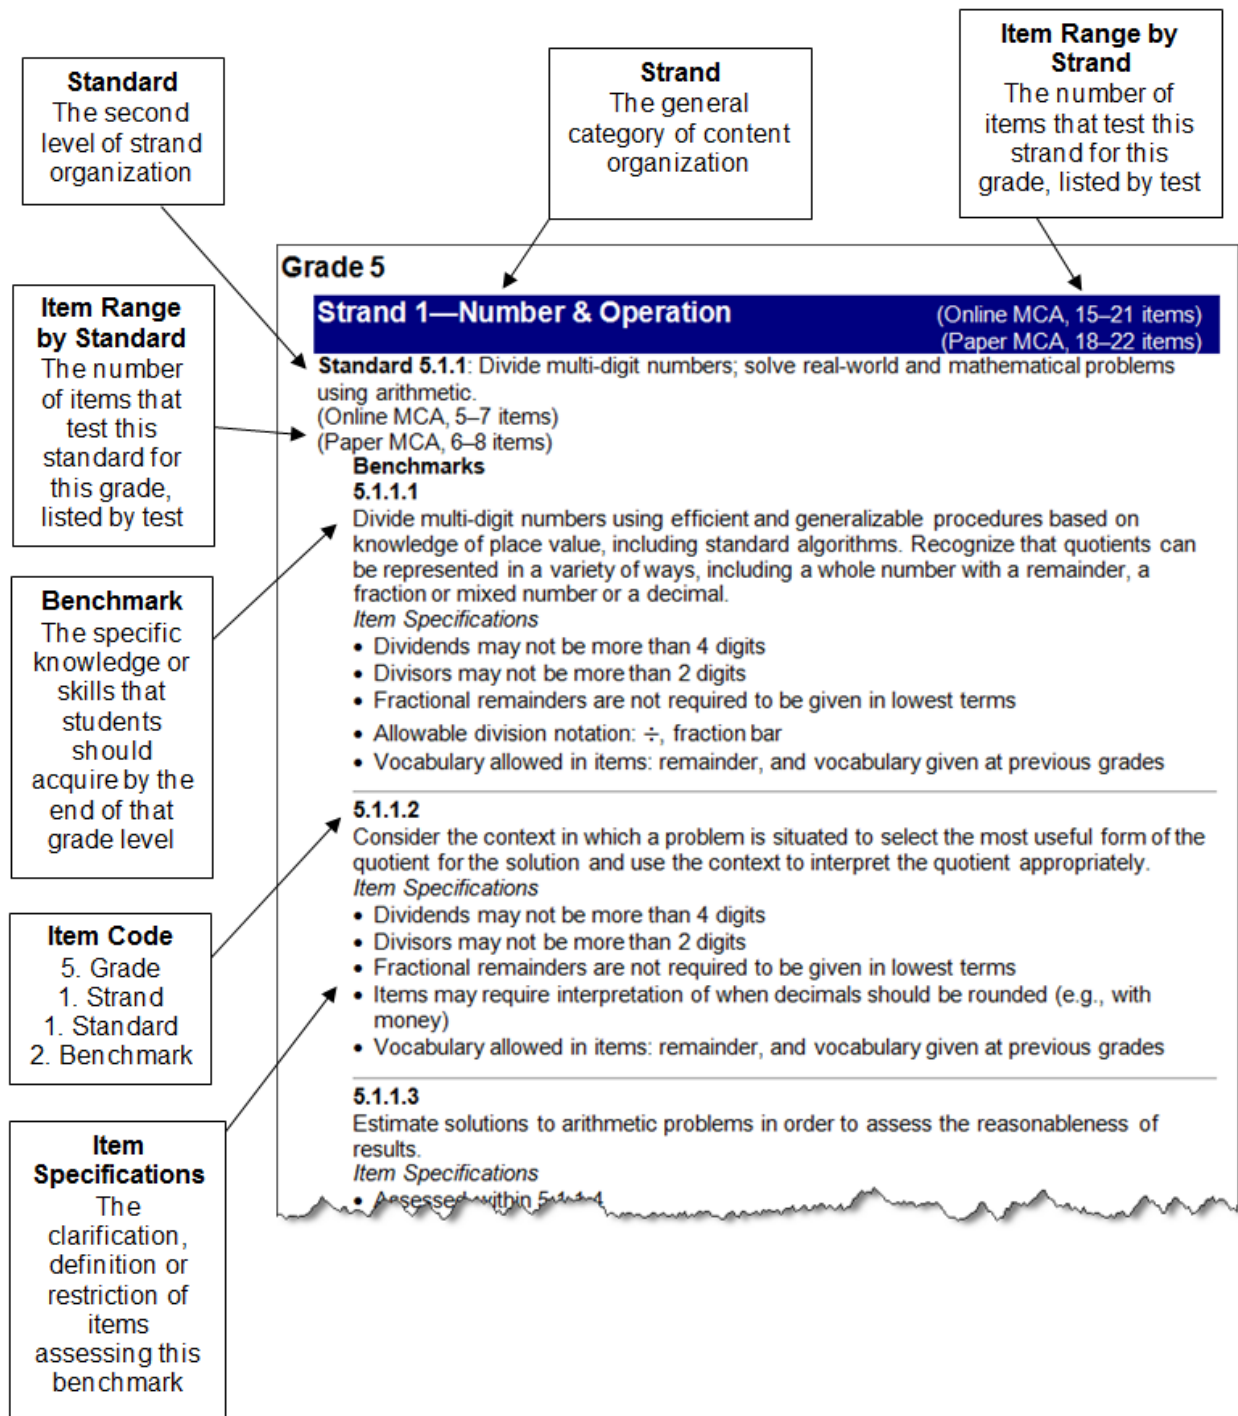 Standard
The second
level of strand
organization
Strand
The general
category of content
organization
Item Range by
Strand
The number of
items that test this
strand for this
grade, listed by test
Item Range
by Standard
The number
of items that
test this
standard for
this grade,
listed by test
Benchmark
The specific
knowledge or
skills that
students
should
acquire by the
end of that
grade level
Item Code
5. Grade
1. Strand
1. Standard
2. Benchmark
Item
Specifications
The
clarification,
definition or
restriction of
items
assessing this
benchmark
Grade 5
Strand 1—Number & Operation
(Online MCA, 15–21 items)
(Paper MCA, 18–22 items)
Standard 5.1.1: Divide multi-digit numbers; solve real-world and mathematical problems
using arithmetic.
(Online MCA, 5–7 items)
(Paper MCA, 6–8 items)
Benchmarks
5.1.1.1
Divide multi-digit numbers using efficient and generalizable procedures based on
knowledge of place value, including standard algorithms. Recognize that quotients can
be represented in a variety of ways, including a whole number with a remainder, a
fraction or mixed number or a decimal.
Item Specifications
• Dividends may not be more than 4 digits
• Divisors may not be more than 2 digits
• Fractional remainders are not required to be given in lowest terms
• Allowable division notation: ÷, fraction bar
• Vocabulary allowed in items: remainder, and vocabulary given at previous grades
5.1.1.2
Consider the context in which a problem is situated to select the most useful form of the
quotient for the solution and use the context to interpret the quotient appropriately.
Item Specifications
• Dividends may not be more than 4 digits
• Divisors may not be more than 2 digits
• Fractional remainders are not required to be given in lowest terms
• Items may require interpretation of when decimals should be rounded (e.g., with
money)
• Vocabulary allowed in items: remainder, and vocabulary given at previous grades
5.1.1.3
Estimate solutions to arithmetic problems in order to assess the reasonableness of
results.
Item Specifications
• Assessed within 5.1.1.4